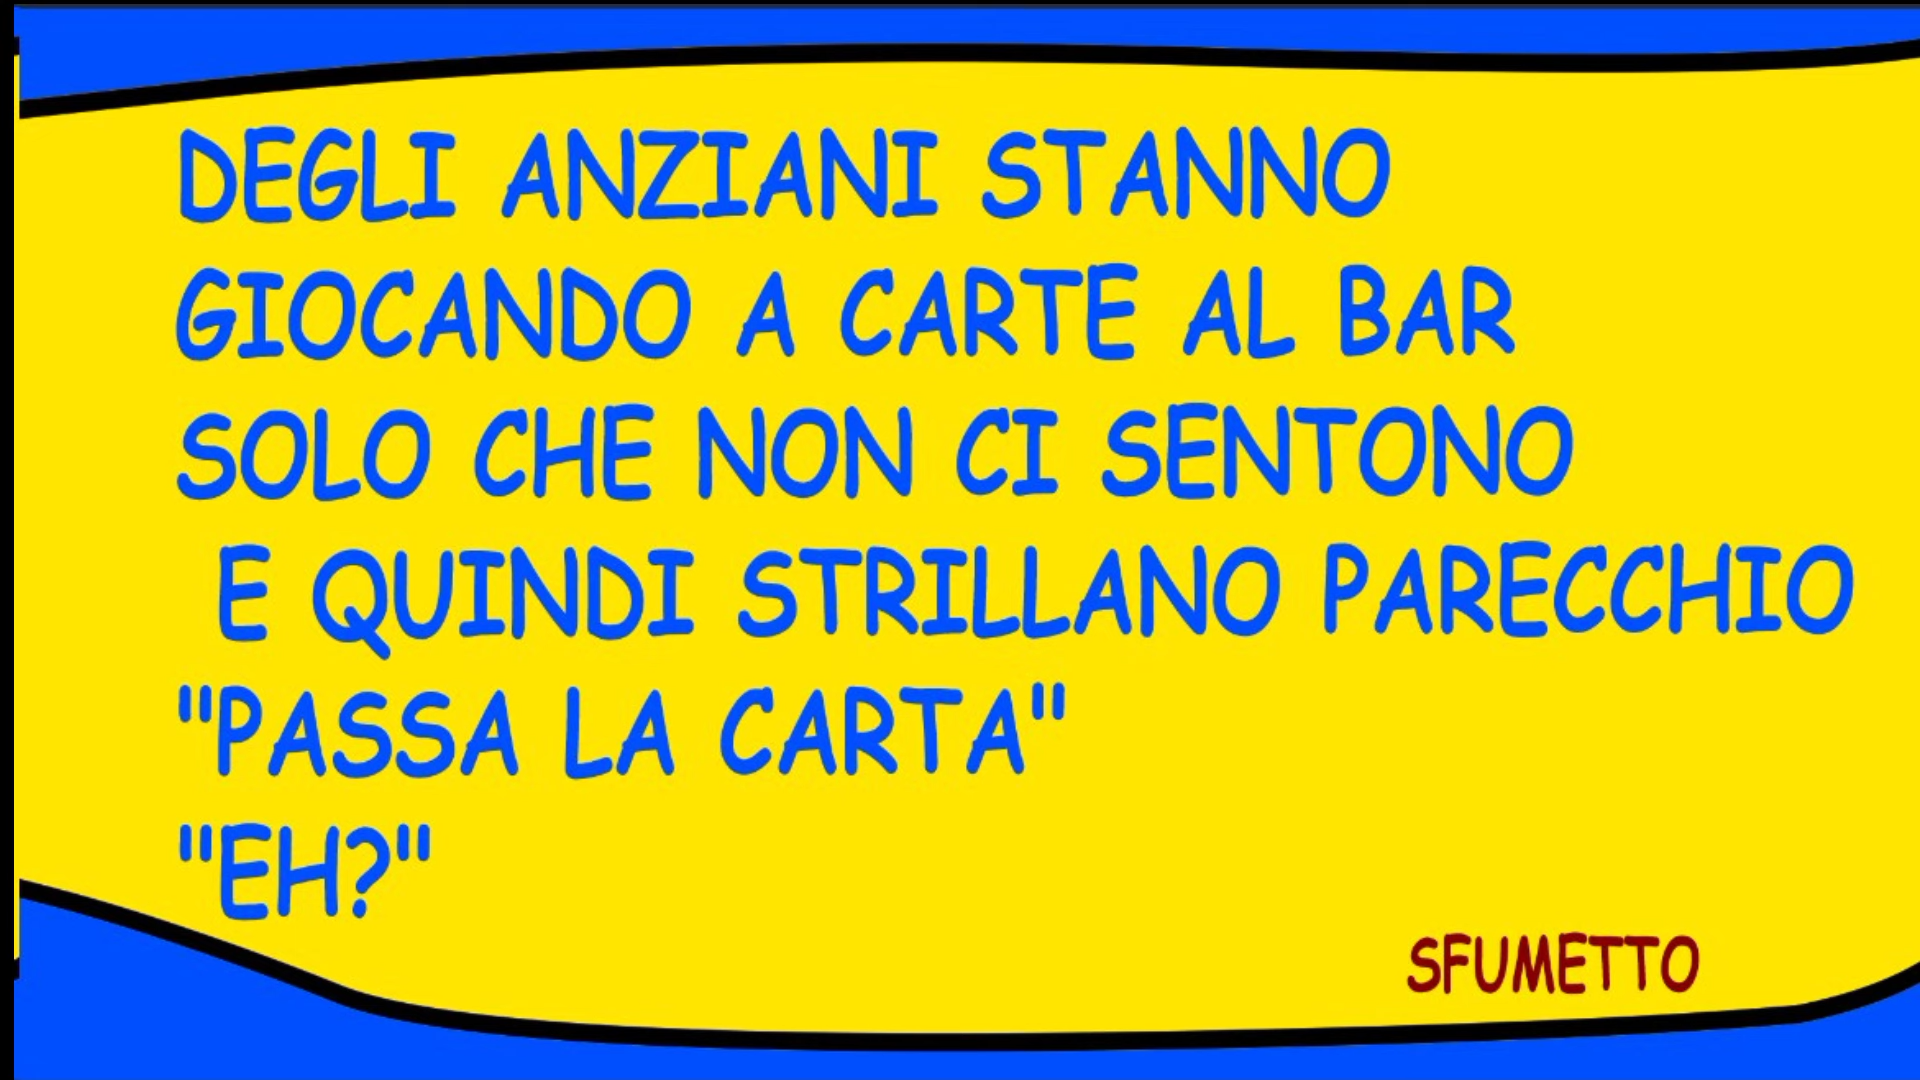 DEGLI ANZIANI STANNO
GIOCANDO A CARTE AL BAR
SOLO CHE NON CI SENTONO
E QUINDI STRILLANO PARECCHIO
"PASSA LA CARTA"
"EH?"
SFUMETTO